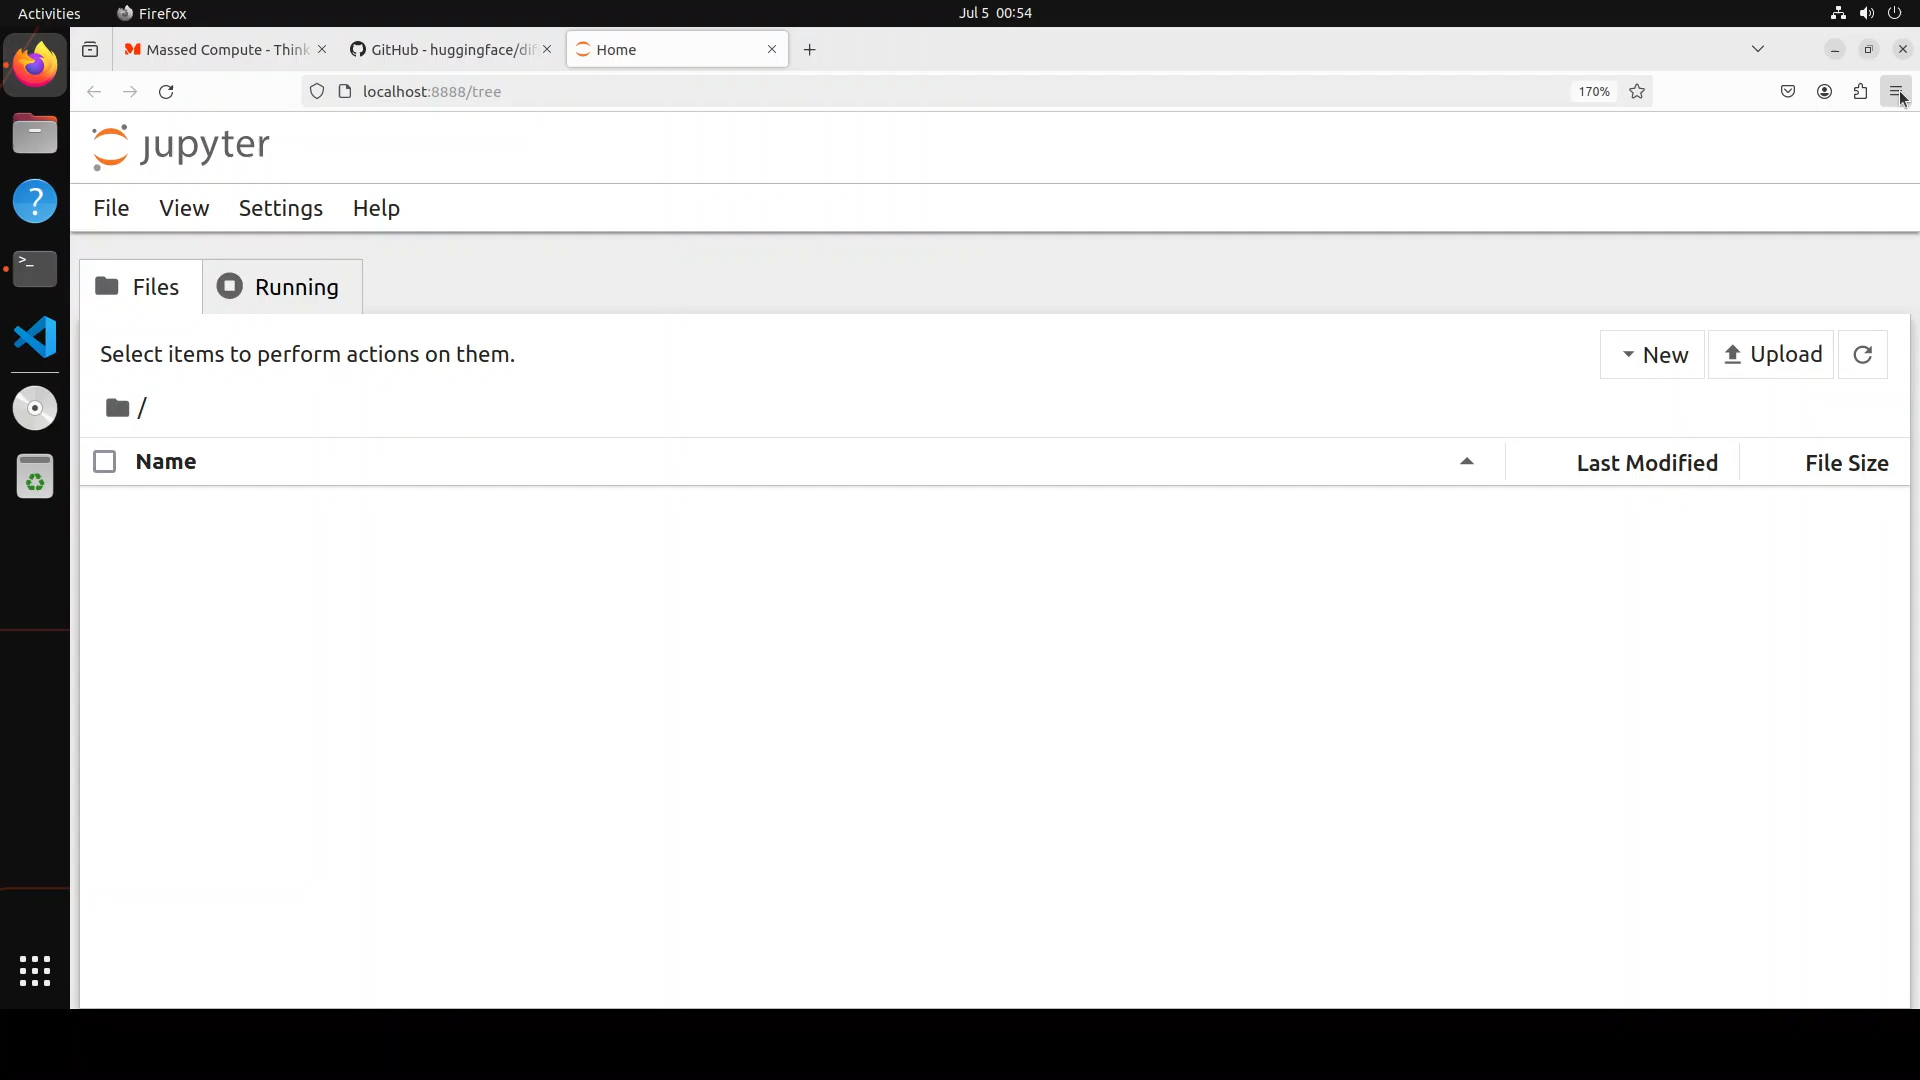 Activities Firefox Jul 5 00:54
Massed Compute - Think GitHub - huggingface/dif Home
localhost:8888/tree 170%
jupyter
File View Settings Help
Files Running
Select items to perform actions on them. New Upload
/
Name Last Modified File Size